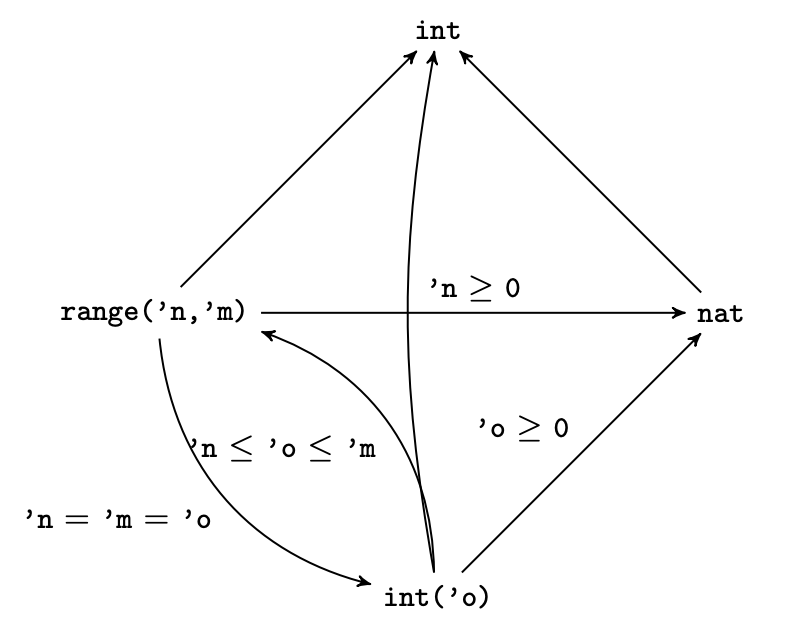 int
'n ≥ 0
range('n,'m)
nat
'o ≥ 0
'n ≤ 'o ≤ 'm
'n = 'm = 'o
int('o)